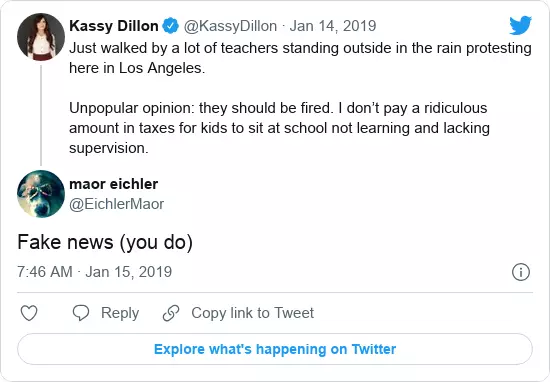 Kassy Dillon @KassyDillon · Jan 14, 2019
Just walked by a lot of teachers standing outside in the rain protesting
here in Los Angeles.
Unpopular opinion: they should be fired. I don’t pay a ridiculous
amount in taxes for kids to sit at school not learning and lacking
supervision.
maor eichler
@EichlerMaor
Fake news (you do)
7:46 AM · Jan 15, 2019
Reply Copy link to Tweet
Explore what's happening on Twitter